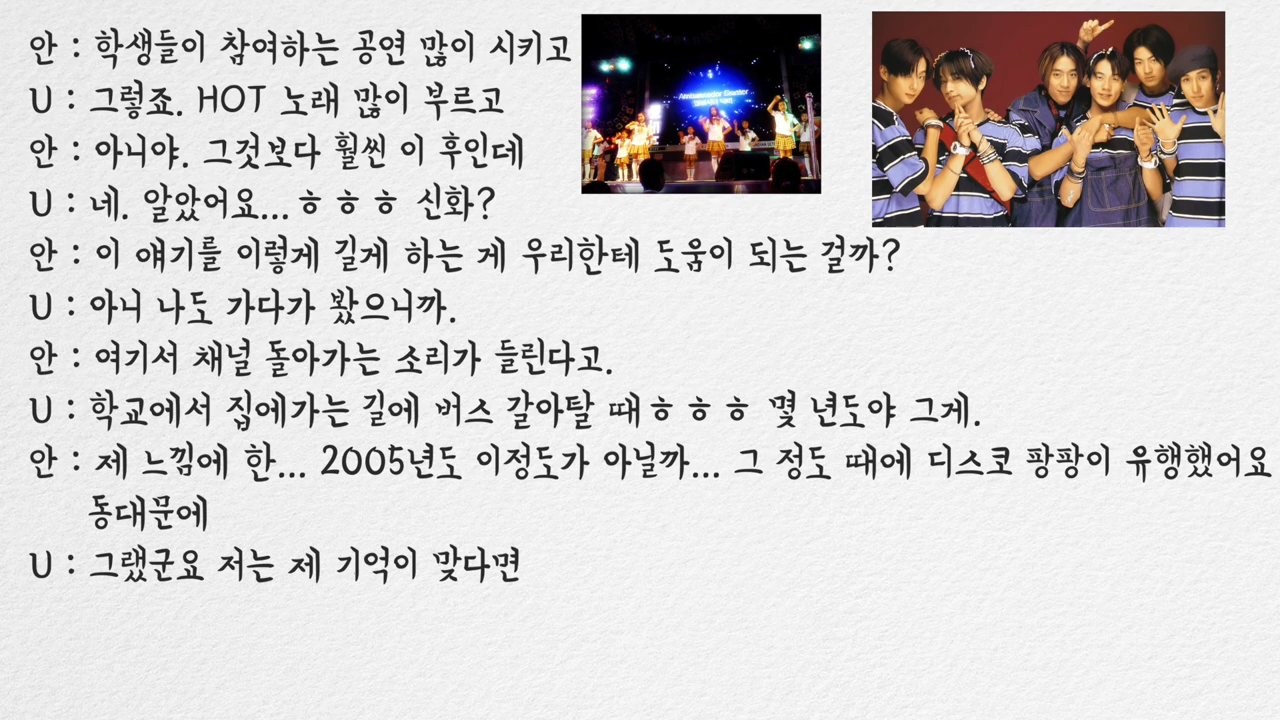 안 : 학생들이 참여하는 공연 많이 시키고
U : 그렇죠. HOT 노래 많이 부르고
안 : 아니야. 그것보다 훨씬 이 후인데
U : 네. 알았어요...ㅎㅎㅎ 신화?
안 : 이 얘기를 이렇게 길게 하는 게 우리한테 도움이 되는 걸까?
U : 아니 나도 가다가 봤으니까.
안 : 여기서 채널 돌아가는 소리가 들린다고.
U : 학교에서 집에가는 길에 버스 갈아탈 때ㅎㅎㅎ 몇 년도야 그게.
안 : 제 느낌에 한... 2005년도 이정도가 아닐까... 그 정도 때에 디스코 팡팡이 유행했어요
동대문에
U : 그랬군요 저는 제 기억이 맞다면